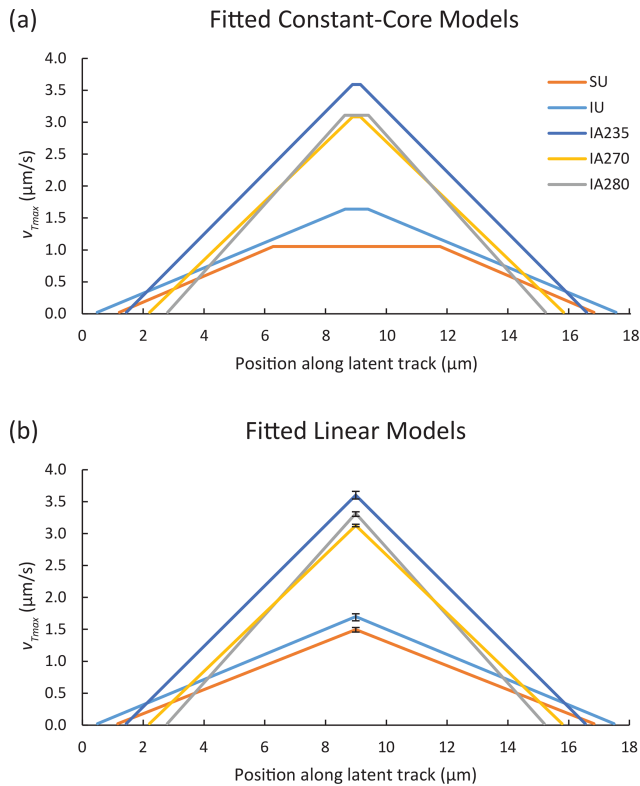 (a) Fitted Constant-Core Models
4.0
3.5
3.0
2.5
2.0
1.5
1.0
0.5
0.0
v_Tmax (µm/s)
SU
IU
IA235
IA270
IA280
0 2 4 6 8 10 12 14 16 18
Position along latent track (µm)
(b) Fitted Linear Models
4.0
3.5
3.0
2.5
2.0
1.5
1.0
0.5
0.0
v_Tmax (µm/s)
0 2 4 6 8 10 12 14 16 18
Position along latent track (µm)